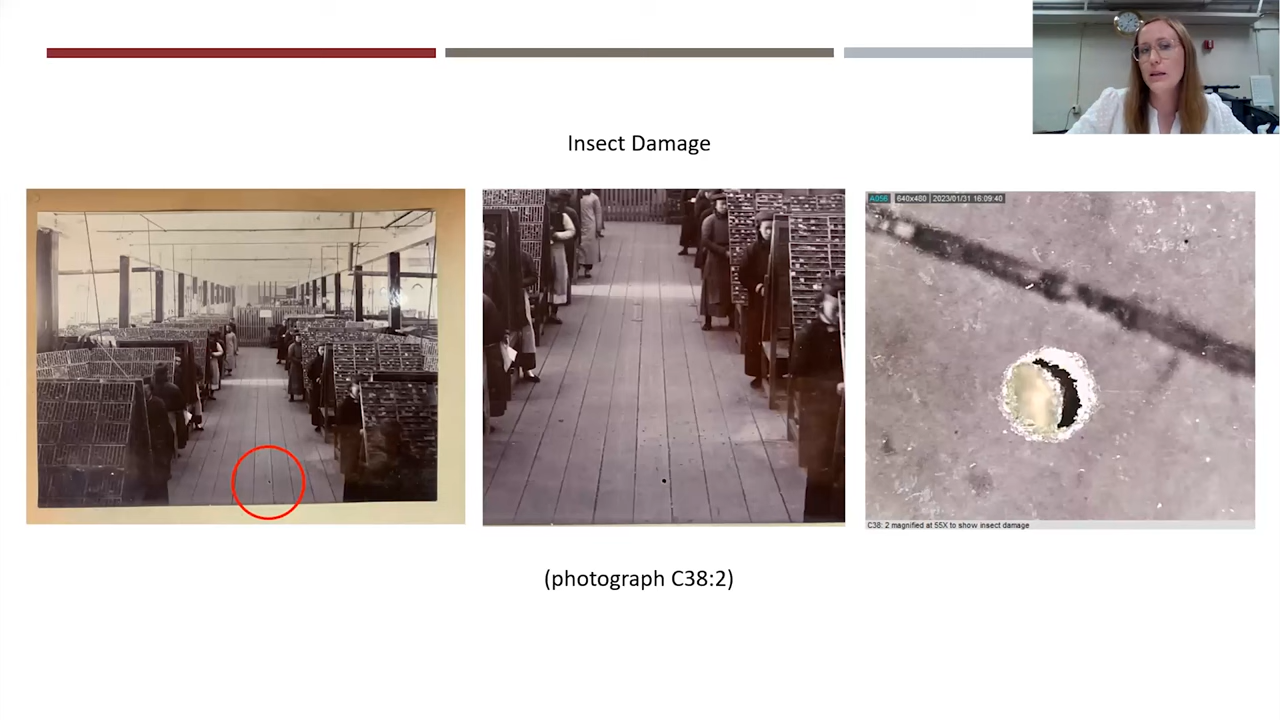 Insect Damage
A056 640x480 2023/01/31 16:09:40
C38: 2 magnified at 55X to show insect damage
(photograph C38:2)